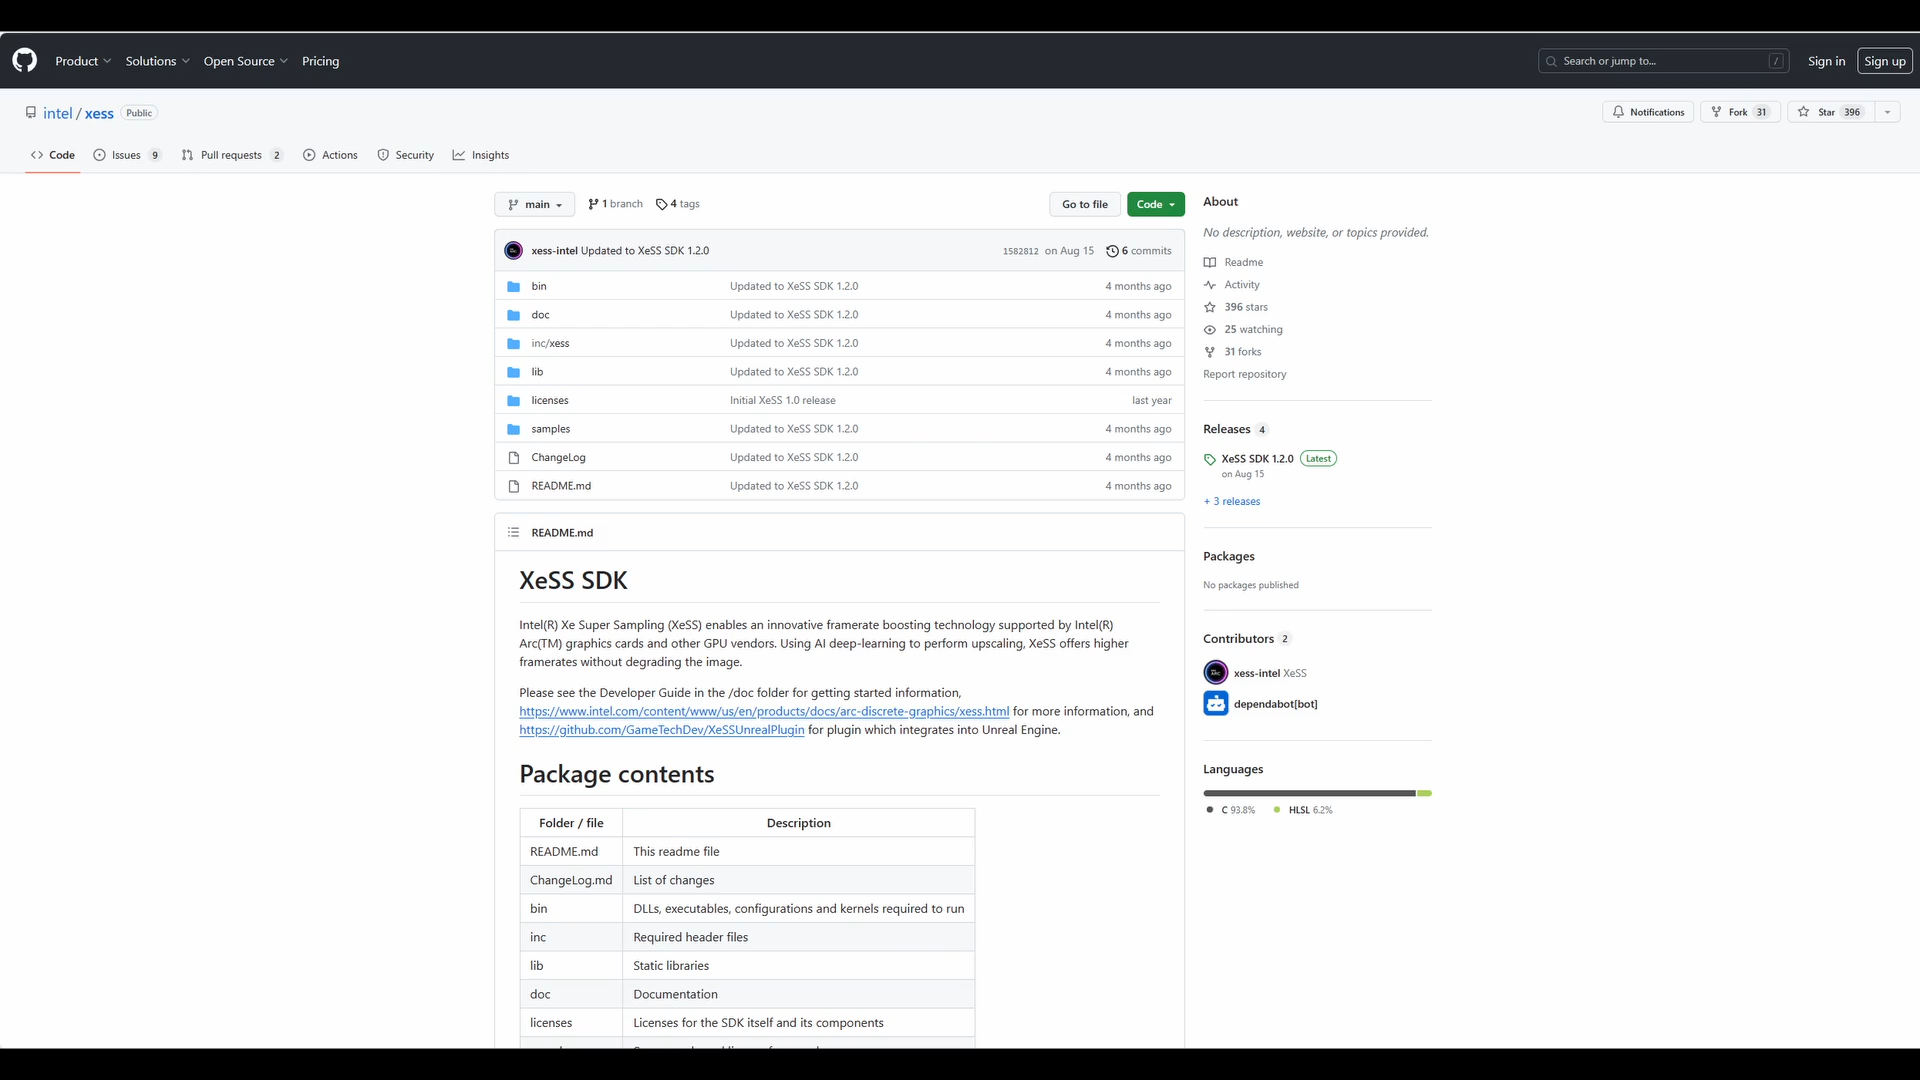 Product
Solutions
Open Source
Pricing
Search or jump to...
/
Sign in
Sign up
intel / xess
Public
Notifications
Fork 31
Star 396
Code
Issues 9
Pull requests 2
Actions
Security
Insights
main
1 branch
4 tags
Go to file
Code
About
No description, website, or topics provided.
xess-intel Updated to XeSS SDK 1.2.0
1582812 on Aug 15
6 commits
bin Updated to XeSS SDK 1.2.0 4 months ago
doc Updated to XeSS SDK 1.2.0 4 months ago
inc/xess Updated to XeSS SDK 1.2.0 4 months ago
lib Updated to XeSS SDK 1.2.0 4 months ago
licenses Initial XeSS 1.0 release last year
samples Updated to XeSS SDK 1.2.0 4 months ago
ChangeLog Updated to XeSS SDK 1.2.0 4 months ago
README.md Updated to XeSS SDK 1.2.0 4 months ago
Readme
Activity
396 stars
25 watching
31 forks
Report repository
Releases 4
XeSS SDK 1.2.0 Latest
on Aug 15
+ 3 releases
Packages
No packages published
Contributors 2
xess-intel XeSS
dependabot[bot]
Languages
C 93.8%
HLSL 6.2%
README.md
XeSS SDK
Intel(R) Xe Super Sampling (XeSS) enables an innovative framerate boosting technology supported by Intel(R)
Arc(TM) graphics cards and other GPU vendors. Using AI deep-learning to perform upscaling, XeSS offers higher
framerates without degrading the image.
Please see the Developer Guide in the /doc folder for getting started information,
https://www.intel.com/content/www/us/en/products/docs/arc-discrete-graphics/xess.html for more information, and
https://github.com/GameTechDev/XeSSUnrealPlugin for plugin which integrates into Unreal Engine.
Package contents
Folder / file Description
README.md This readme file
ChangeLog.md List of changes
bin DLLs, executables, configurations and kernels required to run
inc Required header files
lib Static libraries
doc Documentation
licenses Licenses for the SDK itself and its components